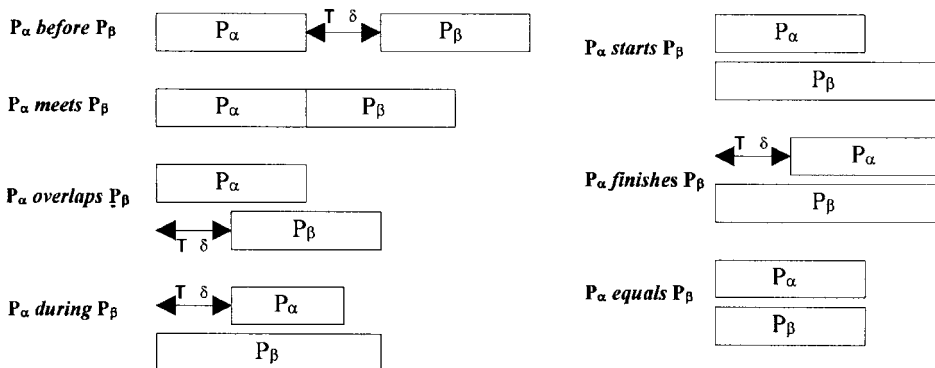 Pα before Pβ
Pα
T δ
Pβ
Pα meets Pβ
Pα
Pβ
Pα overlaps Pβ
Pα
T δ
Pβ
Pα during Pβ
T δ
Pα
Pβ
Pα starts Pβ
Pα
Pβ
Pα finishes Pβ
T δ
Pα
Pβ
Pα equals Pβ
Pα
Pβ